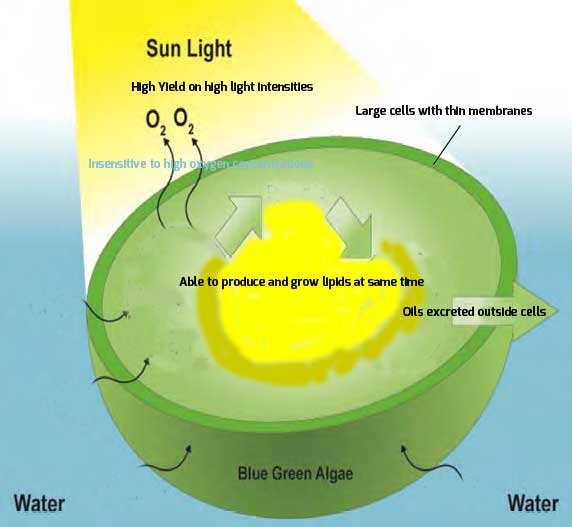 Sun Light
High Yield on high light intensities
O2 O2
Large cells with thin membranes
Insensitive to high oxygen concentrations
Able to produce and grow lipids at same time
Oils excreted outside cells
Blue Green Algae
Water
Water